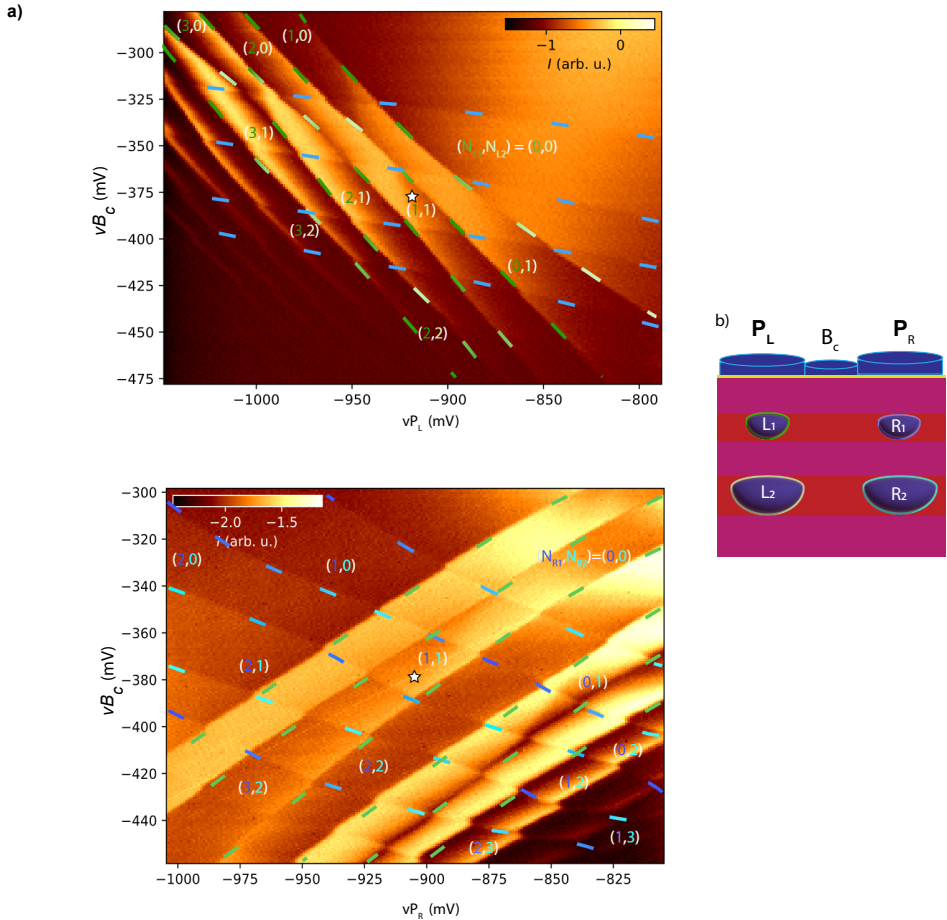 a)
−300
−325
−350
−375
−400
−425
−450
−475
vB_C (mV)
(3,0)
(2,0)
(1,0)
−1 0
I (arb. u.)
(3,1)
(N_L1,N_L2) = (0,0)
(2,1)
(1,1)
(3,2)
(0,1)
(2,2)
−1000 −950 −900 −850 −800
vP_L (mV)
b)
P_L B_c P_R
L1 R1
L2 R2
−300
−320
−340
−360
−380
−400
−420
−440
vB_C (mV)
−2.0 −1.5
I (arb. u.)
(2,0)
(1,0)
(N_R1,N_R2)=(0,0)
(2,1)
(1,1)
(0,1)
(0,2)
(3,2)
(2,2)
(1,2)
(2,3)
(1,3)
−1000 −975 −950 −925 −900 −875 −850 −825
vP_R (mV)